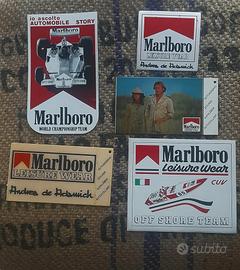 io ascolto
AUTOMOBILE STORY
Marlboro
Marlboro
WORLD CHAMPIONSHIP TEAM
Marlboro
LEISURE WEAR
Andrea de Adamich
Marlboro
Marlboro
LEISURE WEAR
Andrea de Adamich
Marlboro
Leisure Wear
CUV
OFF SHORE TEAM
subito